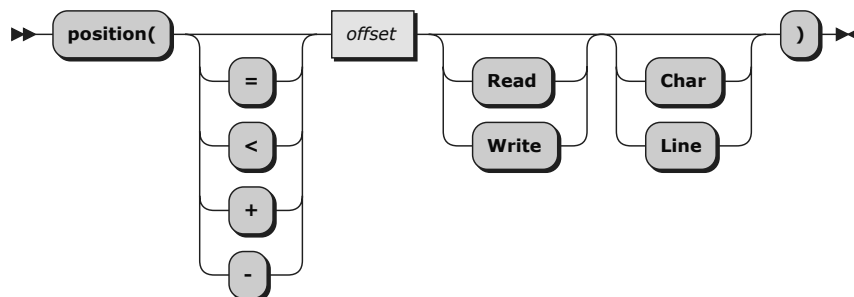 position( offset )
=
Read
Char
<
Write
Line
+
-